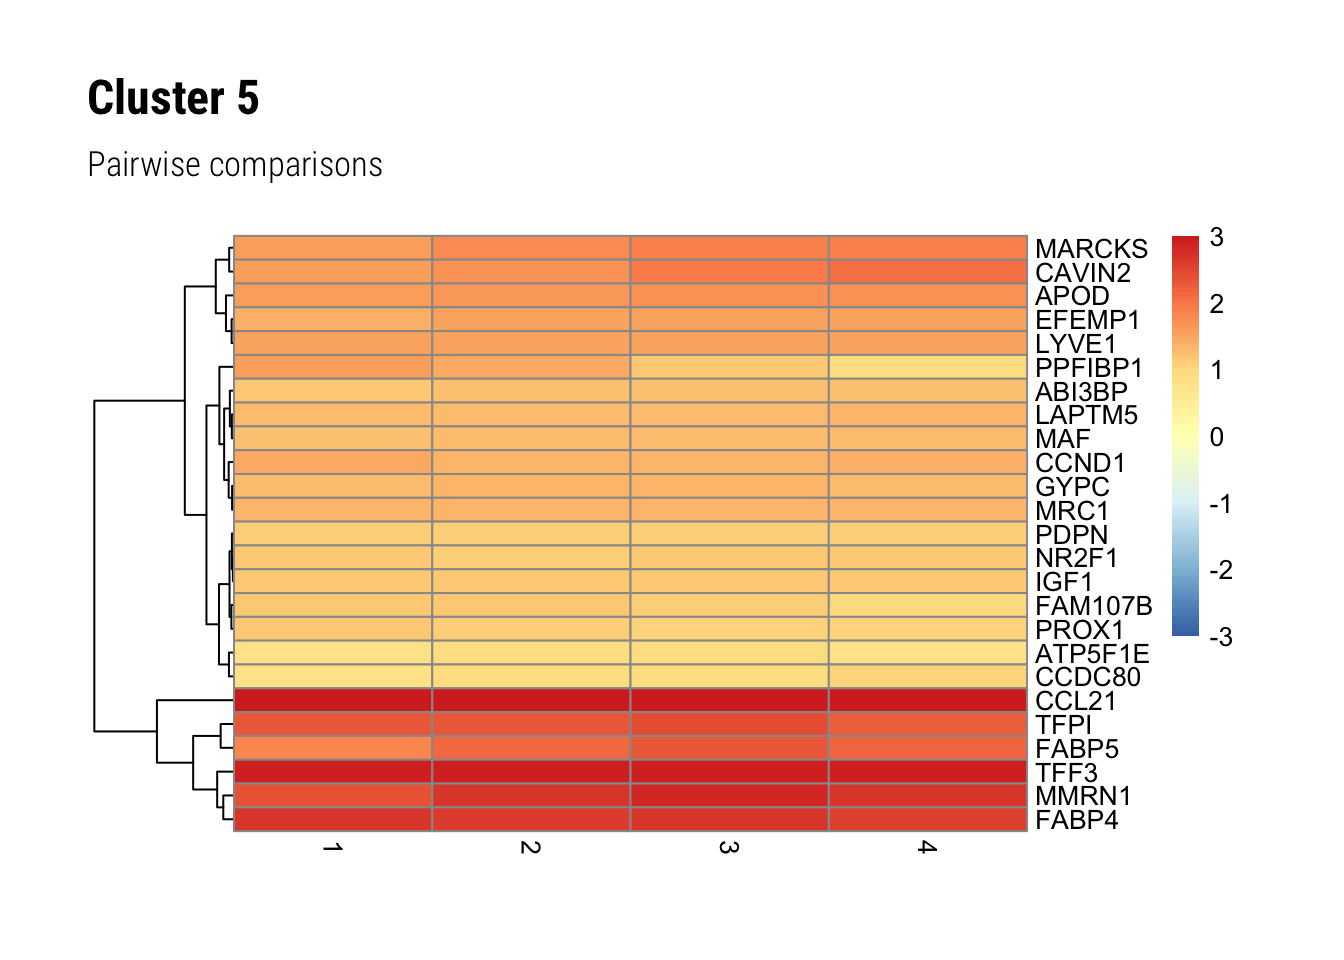 Cluster 5
Pairwise comparisons
MARCKS
CAVIN2
APOD
EFEMP1
LYVE1
PPFIBP1
ABI3BP
LAPTM5
MAF
CCND1
GYPC
MRC1
PDPN
NR2F1
IGF1
FAM107B
PROX1
ATP5F1E
CCDC80
CCL21
TFPI
FABP5
TFF3
MMRN1
FABP4
3
2
1
0
-1
-2
-3
1
2
3
4